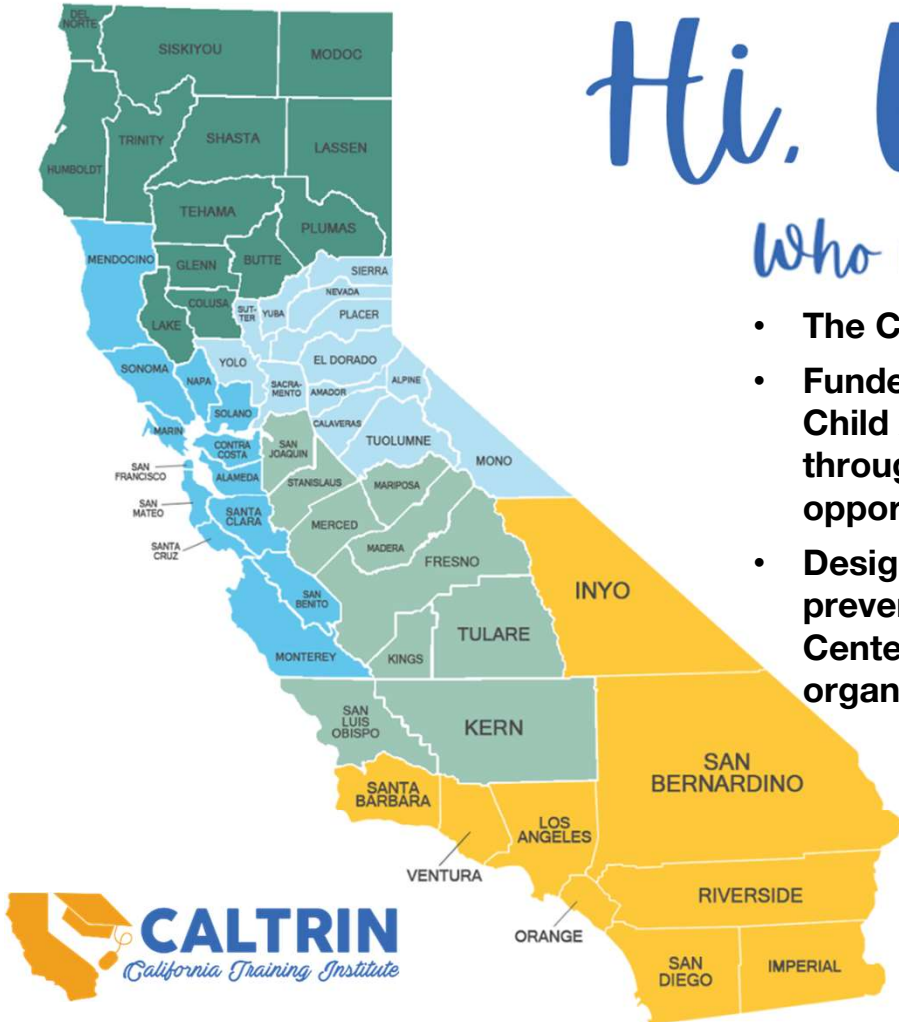 Hi.
Who
• The C
• Funde
Child
throug
oppor
• Desig
preve
Cente
organ
DEL
NORTE
SISKIYOU
MODOC
HUMBOLDT
TRINITY
SHASTA
LASSEN
TEHAMA
PLUMAS
MENDOCINO
GLENN
BUTTE
SIERRA
NEVADA
COLUSA
SUT-
TER
YUBA
PLACER
LAKE
SONOMA
NAPA
YOLO
EL DORADO
SACRA-
MENTO
AMADOR
ALPINE
SOLANO
CALAVERAS
MARIN
CONTRA
COSTA
SAN
JOAQUIN
TUOLUMNE
MONO
SAN
FRANCISCO
ALAMEDA
STANISLAUS
MARIPOSA
SAN
MATEO
SANTA
CLARA
MERCED
SANTA
CRUZ
MADERA
FRESNO
SAN
BENITO
INYO
MONTEREY
KINGS
TULARE
SAN
LUIS
OBISPO
KERN
SANTA
BARBARA
SAN
BERNARDINO
LOS
ANGELES
VENTURA
RIVERSIDE
ORANGE
SAN
DIEGO
IMPERIAL
CALTRIN
California Training Institute